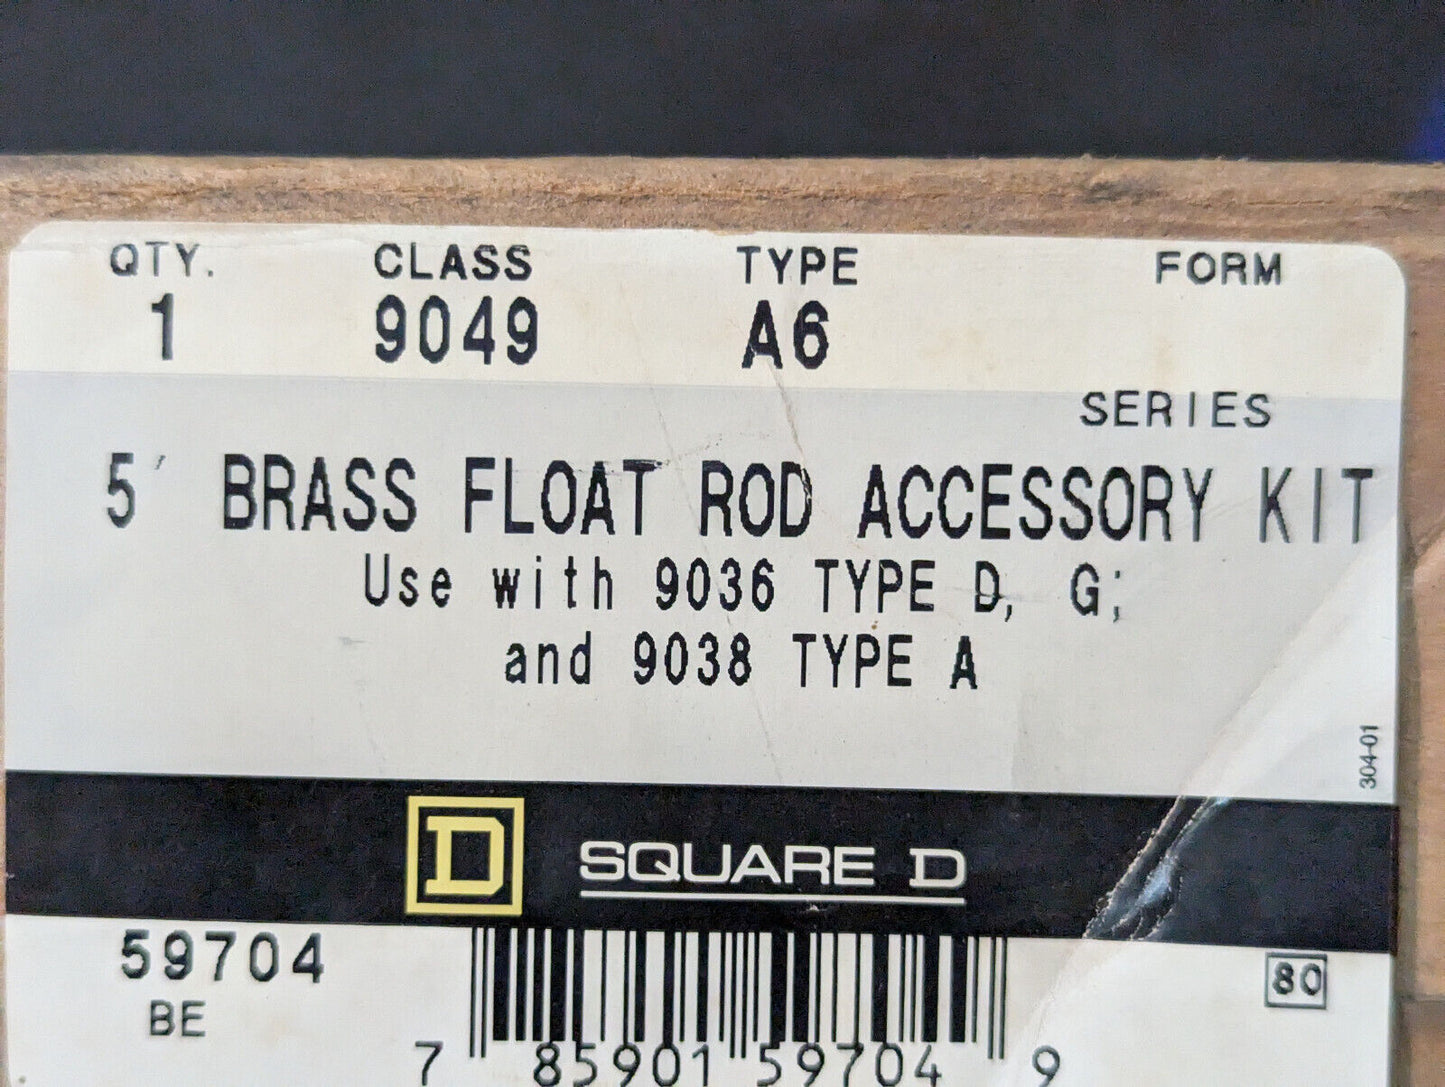 QTY. CLASS TYPE FORM
1 9049 A6
SERIES
5' BRASS FLOAT ROD ACCESSORY KIT
Use with 9036 TYPE D, G;
and 9038 TYPE A
304-01
D SQUARE D
59704 80
BE
7 85901 59704 9